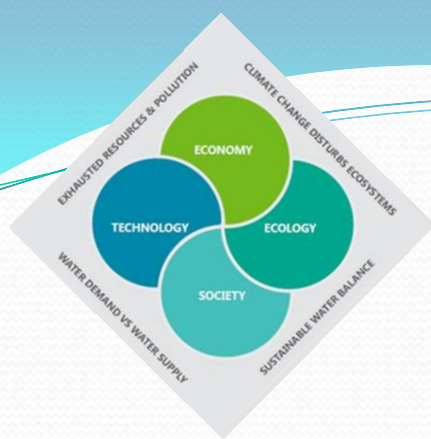 EXHAUSTED RESOURCES & POLLUTION
CLIMATE CHANGE DISTURBS ECOSYSTEMS
ECONOMY
TECHNOLOGY
ECOLOGY
SOCIETY
WATER DEMAND VS WATER SUPPLY
SUSTAINABLE WATER BALANCE